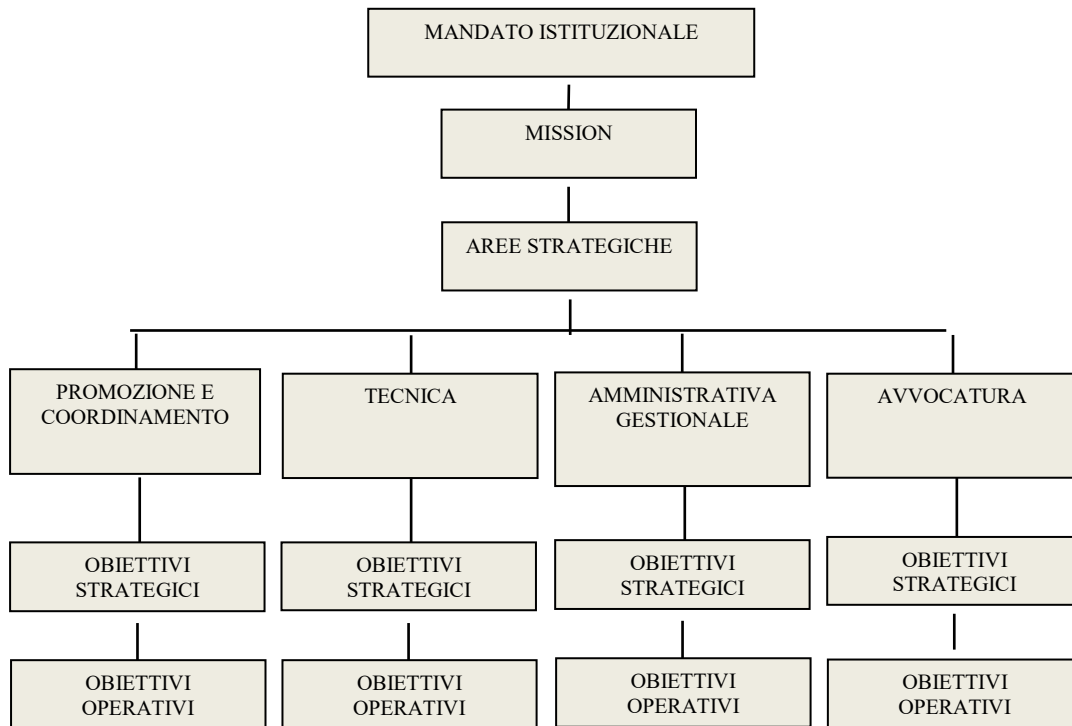 MANDATO ISTITUZIONALE
MISSION
AREE STRATEGICHE
PROMOZIONE E
COORDINAMENTO
TECNICA
AMMINISTRATIVA
GESTIONALE
AVVOCATURA
OBIETTIVI
STRATEGICI
OBIETTIVI
STRATEGICI
OBIETTIVI
STRATEGICI
OBIETTIVI
STRATEGICI
OBIETTIVI
OPERATIVI
OBIETTIVI
OPERATIVI
OBIETTIVI
OPERATIVI
OBIETTIVI
OPERATIVI